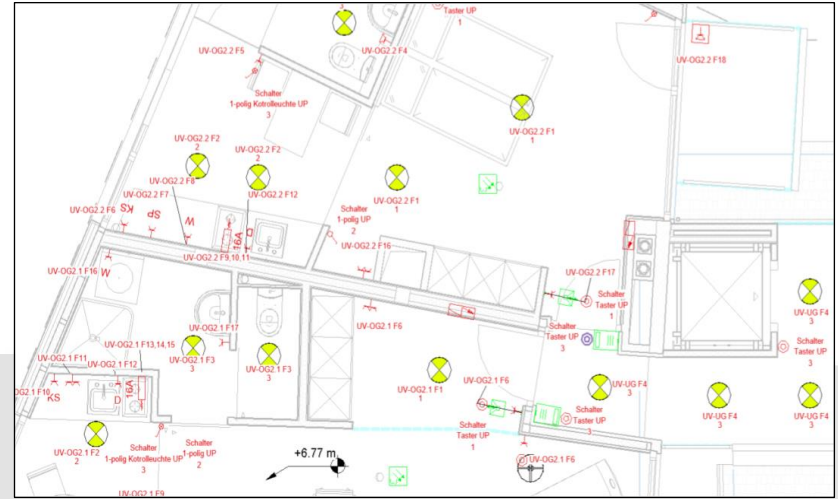 3
Taster UP
1
UV-OG2.2 F4
UV-OG2.2 F5
UV-OG2.2 F18
Schalter
1-polig Kotrolleuchte UP
3
UV-OG2.2 F1
1
UV-OG2.2 F2
2
UV-OG2.2 F2
2
UV-OG2.2 F8
UV-OG2.2 F7
UV-OG2.2 F12
UV-OG2.2 F1
1
UV-OG2.2 F6
KS
SP
W
16A
D
Schalter
1-polig UP
2
UV-OG2.2 F16
UV-OG2.2 F9,10,11
UV-OG2.1 F16
W
UV-OG2.2 F17
Schalter
Taster UP
1
UV-UG F4
3
UV-OG2.1 F17
UV-OG2.1 F6
Schalter
Taster UP
3
Schalter
Taster UP
3
UV-OG2.1 F13,14,15
UV-OG2.1 F3
3
UV-OG2.1 F11
UV-OG2.1 F12
UV-OG2.1 F3
3
UV-OG2.1 F1
1
UV-OG2.1 F6
UV-UG F4
3
UV-UG F4
3
UV-UG F4
3
OG2.1 F10
KS
D
16A
Schalter
Taster UP
3
Schalter
Taster UP
1
UV-OG2.1 F2
2
Schalter
1-polig Kotrolleuchte UP
3
Schalter
1-polig UP
2
+6.77 m
UV-OG2.1 F6
UV-OG2.1 F9